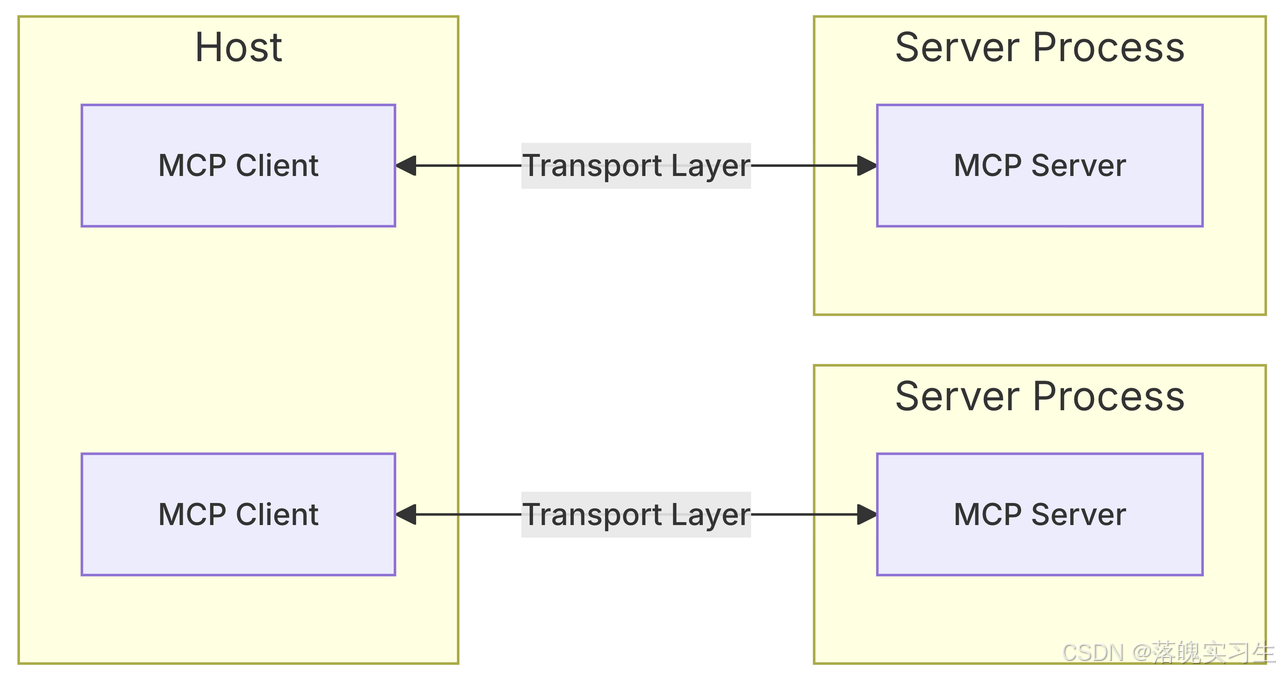 Host
Server Process
MCP Client
Transport Layer
MCP Server
Server Process
MCP Client
Transport Layer
MCP Server
CSDN @落魄实习生